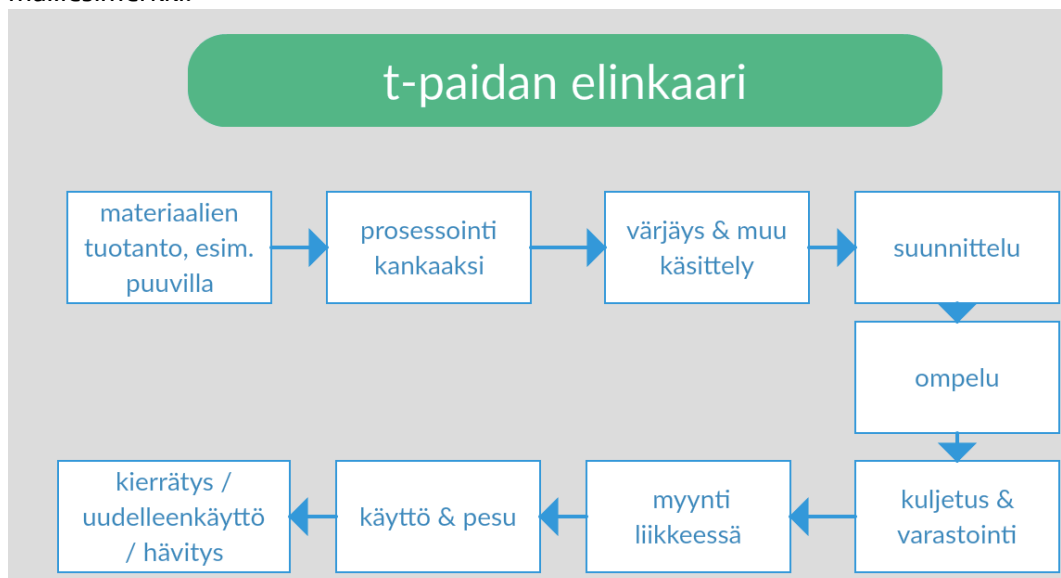 t-paidan elinkaari
materiaalien
tuotanto, esim.
puuvilla
prosessointi
kankaaksi
värjäys & muu
käsittely
suunnittelu
ompelu
kuljetus &
varastointi
myynti
liikkeessä
käyttö & pesu
kierrätys /
uudelleenkäyttö
/ hävitys